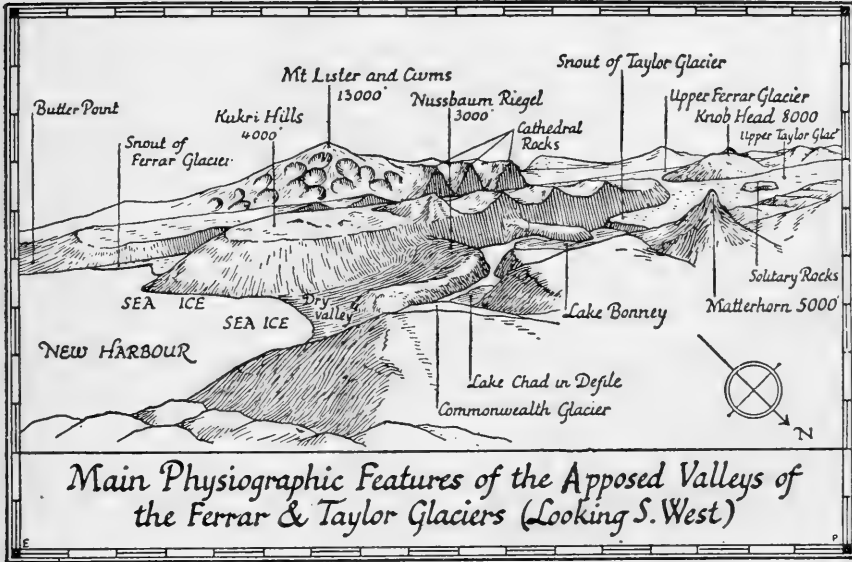 Mt Lister and Cwms
13000'
Snout of Taylor Glacier
Butter Point
Kukri Hills
4000'
Nussbaum Riegel
3000'
Upper Ferrar Glacier
Knob Head 8000
Upper Taylor Glacr
Snout of
Ferrar Glacier
Cathedral
Rocks
SEA ICE
SEA ICE
Dry
valley
Lake Bonney
Solitary Rocks
Matterhorn 5000'
NEW HARBOUR
Lake Chad in Defile
Commonwealth Glacier
N
Main Physiographic Features of the Apposed Valleys of
the Ferrar & Taylor Glaciers (Looking S. West)
E
P